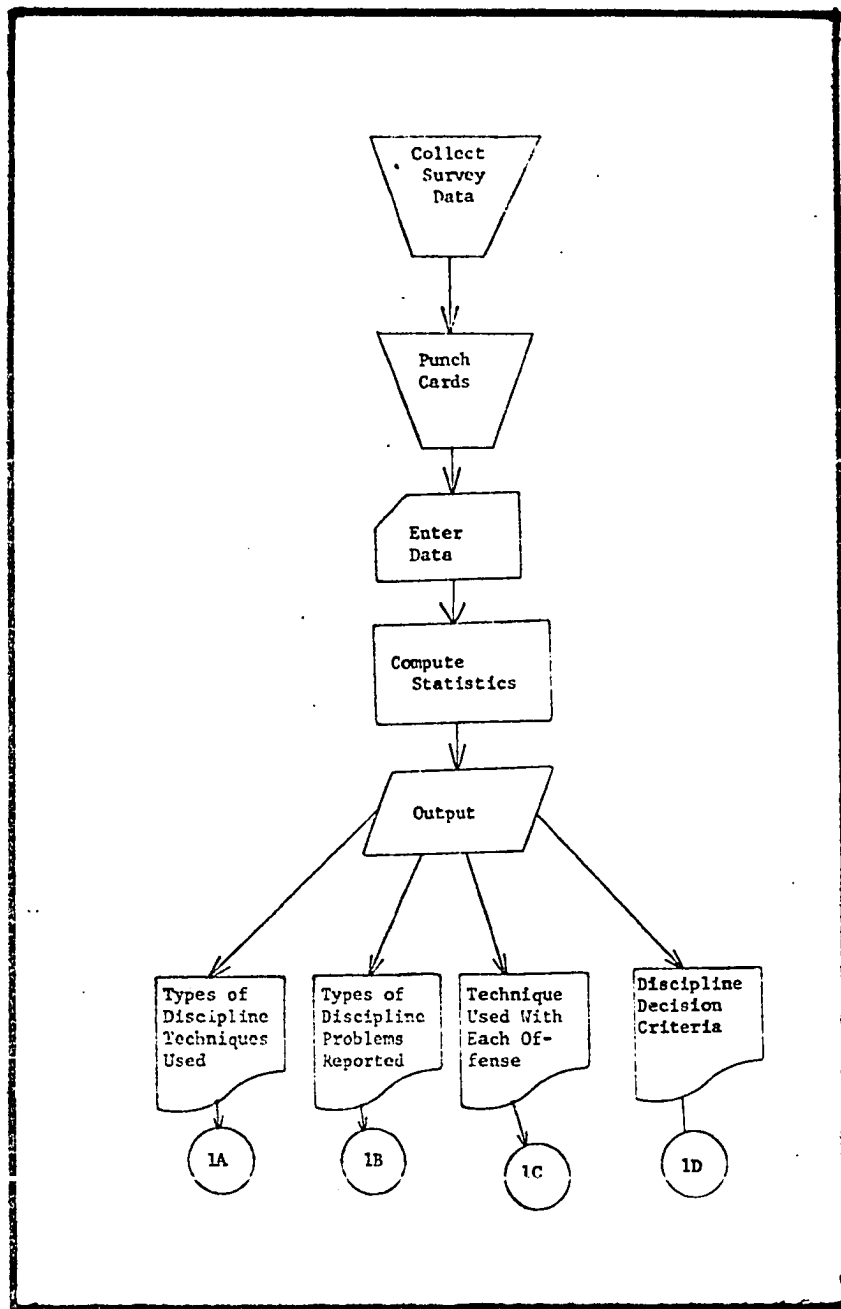 Collect
Survey
Data
Punch
Cards
Enter
Data
Compute
Statistics
Output
Types of
Discipline
Techniques
Used
Types of
Discipline
Problems
Reported
Technique
Used With
Each Of-
fense
Discipline
Decision
Criteria
1A
1B
1C
1D